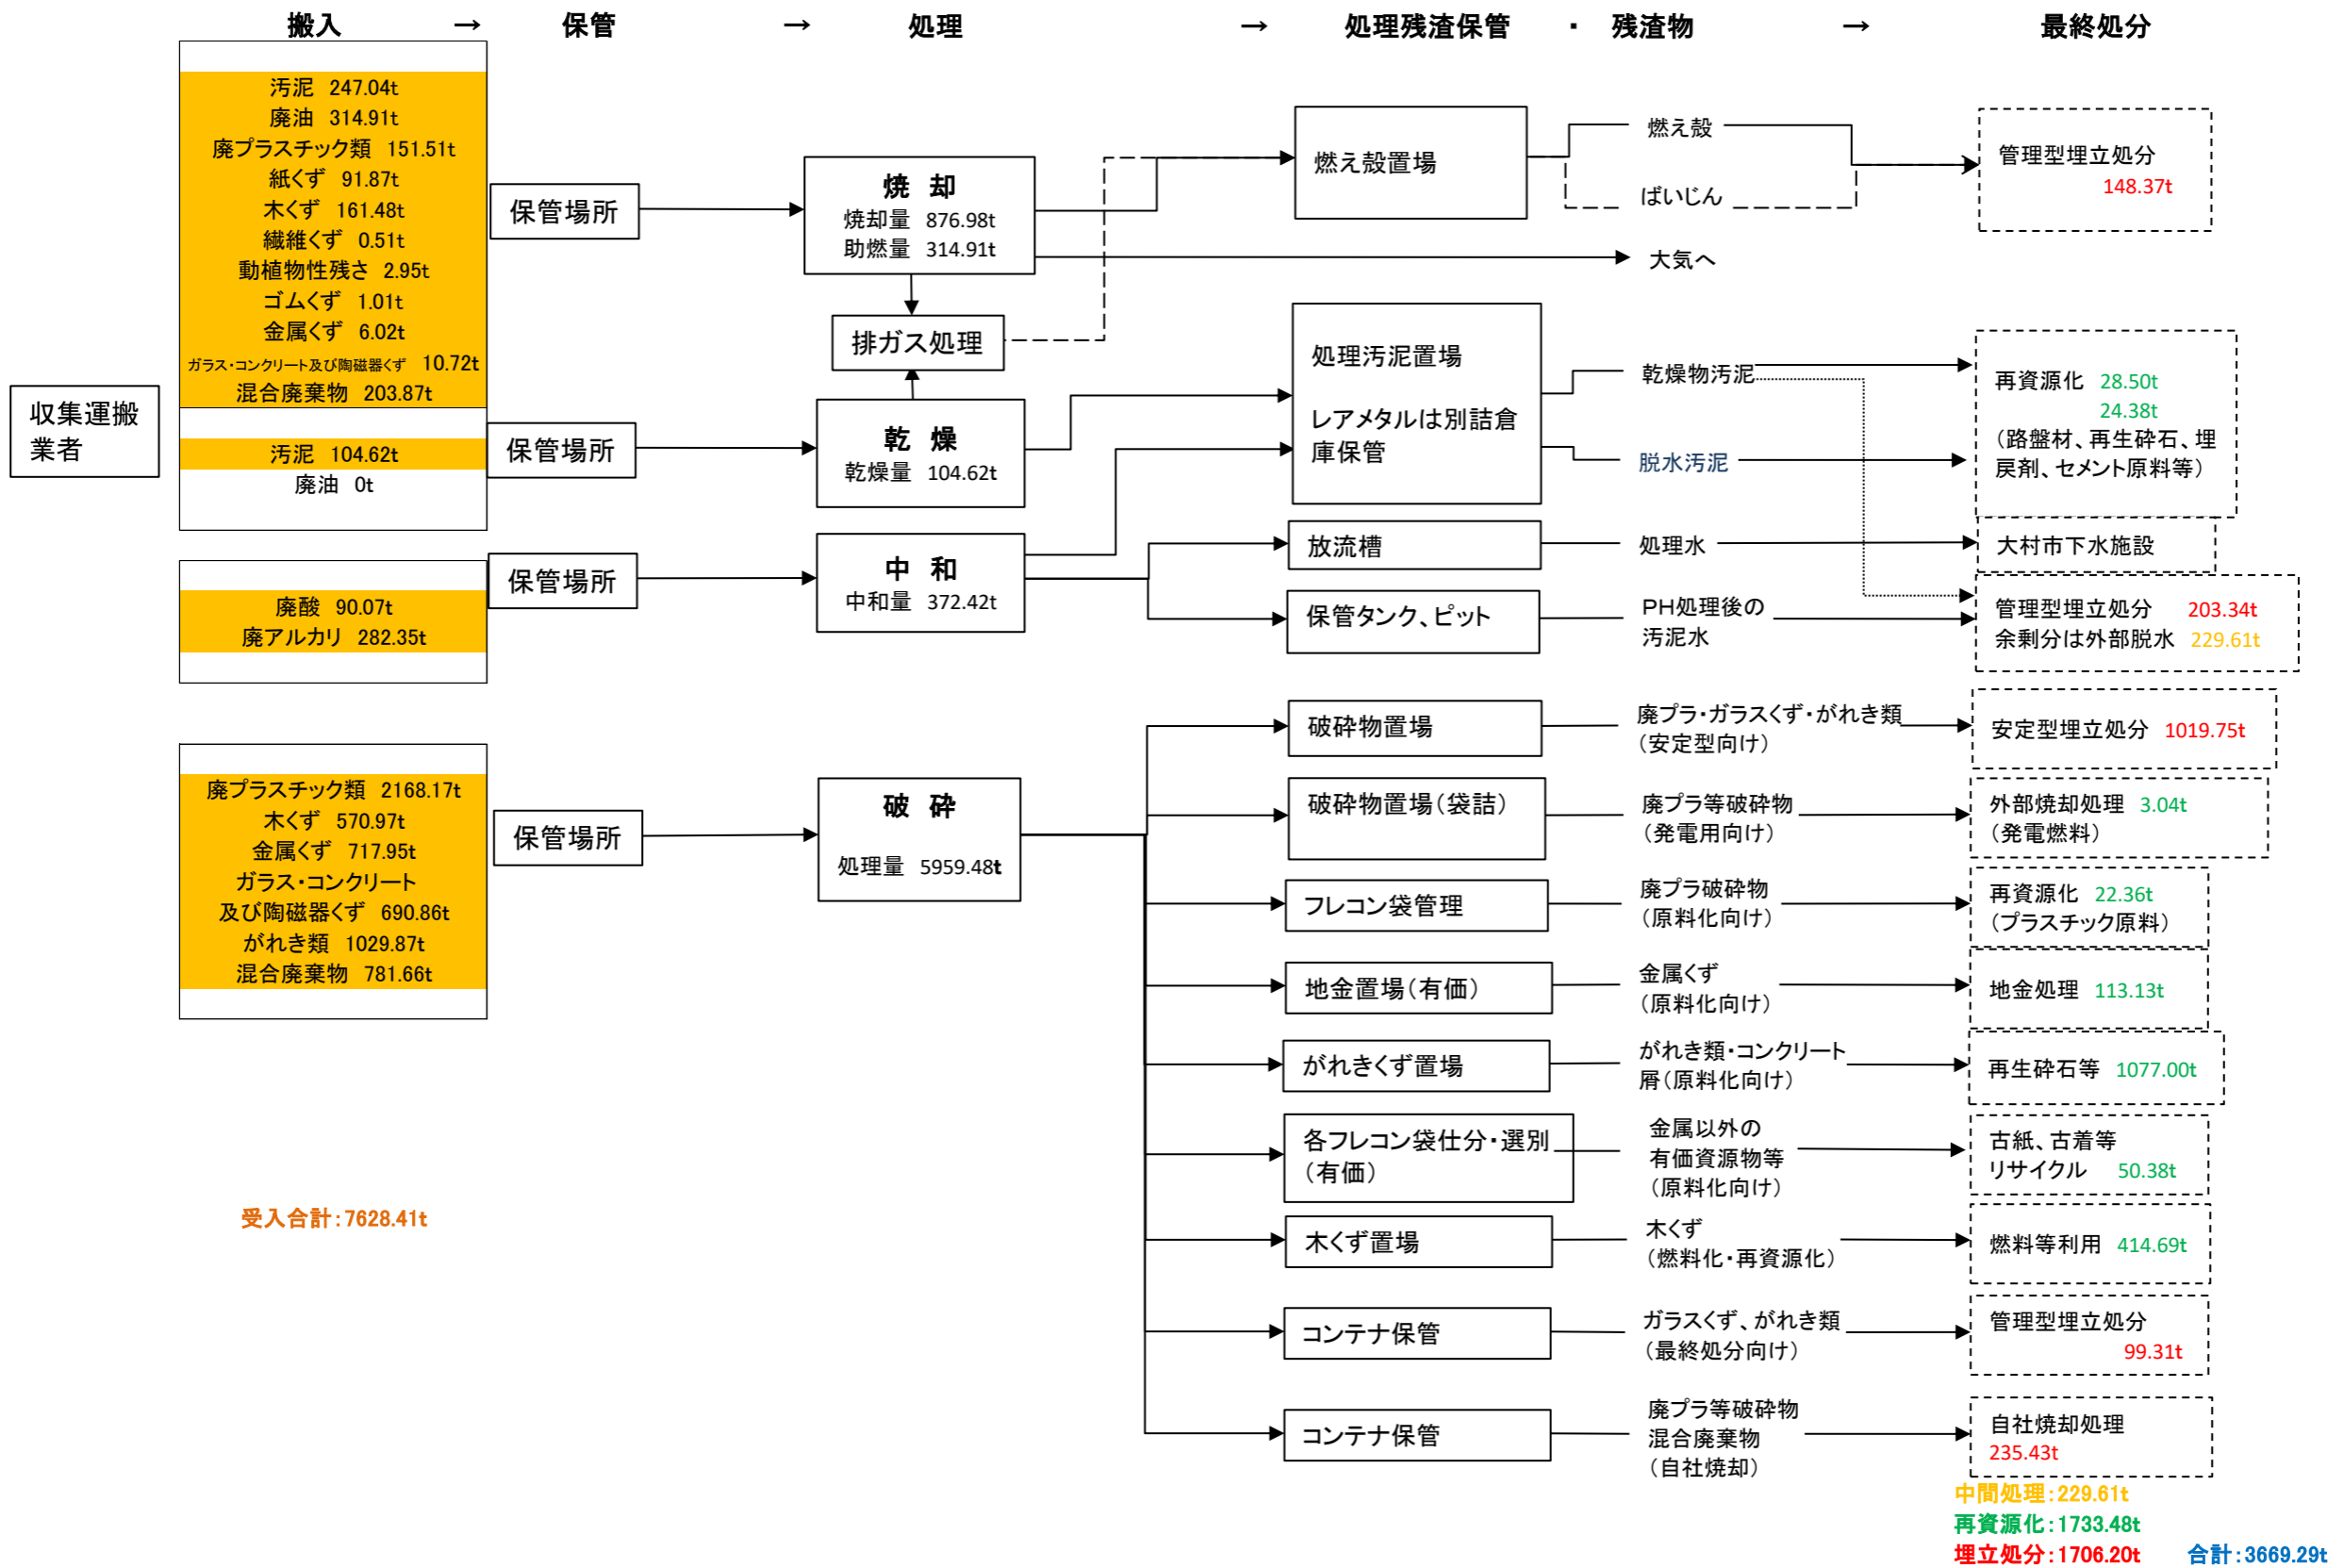 搬入 → 保管 → 処理 → 処理残渣保管 ・ 残渣物 → 最終処分
収集運搬
業者
汚泥 247.04t
廃油 314.91t
廃プラスチック類 151.51t
紙くず 91.87t
木くず 161.48t
繊維くず 0.51t
動植物性残さ 2.95t
ゴムくず 1.01t
金属くず 6.02t
ガラス・コンクリート及び陶磁器くず 10.72t
混合廃棄物 203.87t
汚泥 104.62t
廃油 0t
廃酸 90.07t
廃アルカリ 282.35t
廃プラスチック類 2168.17t
木くず 570.97t
金属くず 717.95t
ガラス・コンクリート
及び陶磁器くず 690.86t
がれき類 1029.87t
混合廃棄物 781.66t
受入合計：7628.41t
保管場所
保管場所
保管場所
保管場所
焼 却
焼却量 876.98t
助燃量 314.91t
排ガス処理
乾 燥
乾燥量 104.62t
中 和
中和量 372.42t
破 砕
処理量 5959.48t
燃え殻置場
処理汚泥置場
レアメタルは別詰倉
庫保管
放流槽
保管タンク、ピット
破砕物置場
破砕物置場（袋詰）
フレコン袋管理
地金置場（有価）
がれきくず置場
各フレコン袋仕分・選別
（有価）
木くず置場
コンテナ保管
コンテナ保管
燃え殻
ばいじん
大気へ
乾燥物汚泥
脱水汚泥
処理水
PH処理後の
汚泥水
廃プラ・ガラスくず・がれき類
（安定型向け）
廃プラ等破砕物
（発電用向け）
廃プラ破砕物
（原料化向け）
金属くず
（原料化向け）
がれき類・コンクリート
屑（原料化向け）
金属以外の
有価資源物等
（原料化向け）
木くず
（燃料化・再資源化）
ガラスくず、がれき類
（最終処分向け）
廃プラ等破砕物
混合廃棄物
（自社焼却）
管理型埋立処分
148.37t
再資源化 28.50t
24.38t
（路盤材、再生砕石、埋
戻剤、セメント原料等）
大村市下水施設
管理型埋立処分 203.34t
余剰分は外部脱水 229.61t
安定型埋立処分 1019.75t
外部焼却処理 3.04t
（発電燃料）
再資源化 22.36t
（プラスチック原料）
地金処理 113.13t
再生砕石等 1077.00t
古紙、古着等
リサイクル 50.38t
燃料等利用 414.69t
管理型埋立処分
99.31t
自社焼却処理
235.43t
中間処理：229.61t
再資源化：1733.48t
埋立処分：1706.20t 合計：3669.29t